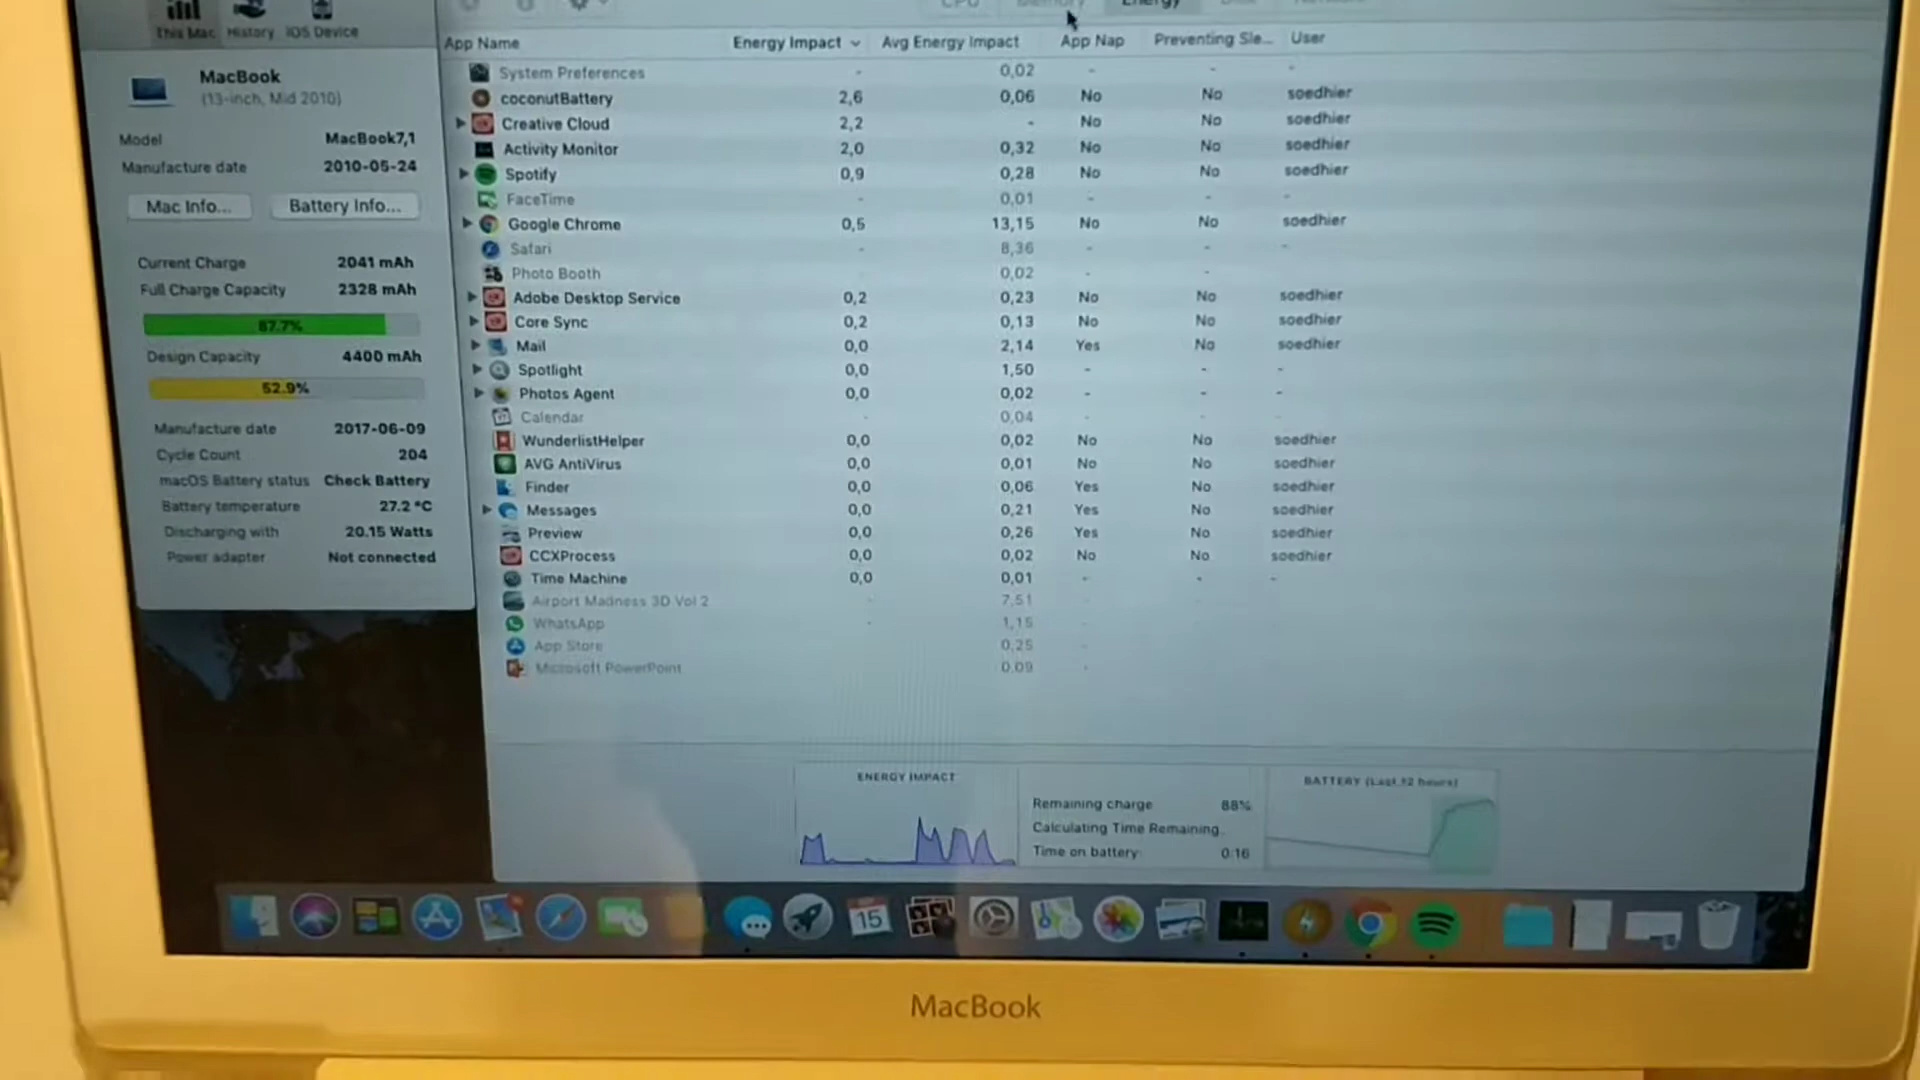 This Mac History iOS Device
MacBook
(13-inch, Mid 2010)
Model MacBook7,1
Manufacture date 2010-05-24
Mac Info... Battery Info...
Current Charge 2041 mAh
Full Charge Capacity 2328 mAh
87.7%
Design Capacity 4400 mAh
52.9%
Manufacture date 2017-06-09
Cycle Count 204
macOS Battery status Check Battery
Battery temperature 27.2 °C
Discharging with 20.15 Watts
Power adapter Not connected
CPU Memory Energy Disk
App Name Energy Impact Avg Energy Impact App Nap Preventing Sle... User
System Preferences - 0,02 - - -
coconutBattery 2,6 0,06 No No soedhier
Creative Cloud 2,2 - No No soedhier
Activity Monitor 2,0 0,32 No No soedhier
Spotify 0,9 0,28 No No soedhier
FaceTime - 0,01 - - -
Google Chrome 0,5 13,15 No No soedhier
Safari - 8,36 - - -
Photo Booth 0,02 - -
Adobe Desktop Service 0,2 0,23 No No soedhier
Core Sync 0,2 0,13 No No soedhier
Mail 0,0 2,14 Yes No soedhier
Spotlight 0,0 1,50 - - -
Photos Agent 0,0 0,02 - - -
Calendar - 0,04 - - -
WunderlistHelper 0,0 0,02 No No soedhier
AVG AntiVirus 0,0 0,01 No No soedhier
Finder 0,0 0,06 Yes No soedhier
Messages 0,0 0,21 Yes No soedhier
Preview 0,0 0,26 Yes No soedhier
CCXProcess 0,0 0,02 No No soedhier
Time Machine 0,0 0,01 - - -
Airport Madness 3D Vol 2 - 7,51 -
WhatsApp - 1,15 -
App Store 0,25 -
Microsoft PowerPoint 0,09 -
ENERGY IMPACT
Remaining charge 88%
Calculating Time Remaining...
Time on battery: 0:16
BATTERY (Last 12 hours)
15
MacBook